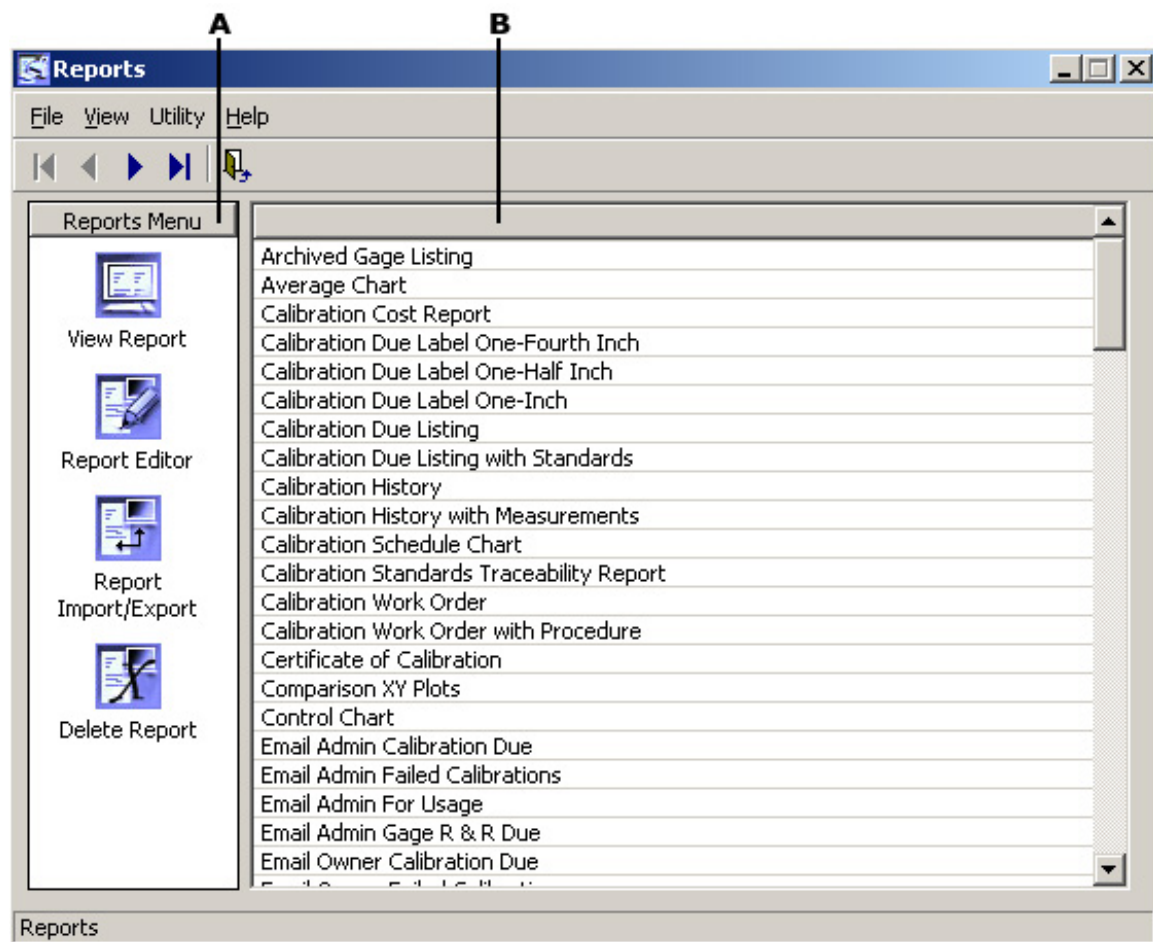 A B
Reports
File View Utility Help
Reports Menu
View Report
Report Editor
Report
Import/Export
Delete Report
Archived Gage Listing
Average Chart
Calibration Cost Report
Calibration Due Label One-Fourth Inch
Calibration Due Label One-Half Inch
Calibration Due Label One-Inch
Calibration Due Listing
Calibration Due Listing with Standards
Calibration History
Calibration History with Measurements
Calibration Schedule Chart
Calibration Standards Traceability Report
Calibration Work Order
Calibration Work Order with Procedure
Certificate of Calibration
Comparison XY Plots
Control Chart
Email Admin Calibration Due
Email Admin Failed Calibrations
Email Admin For Usage
Email Admin Gage R & R Due
Email Owner Calibration Due
Reports